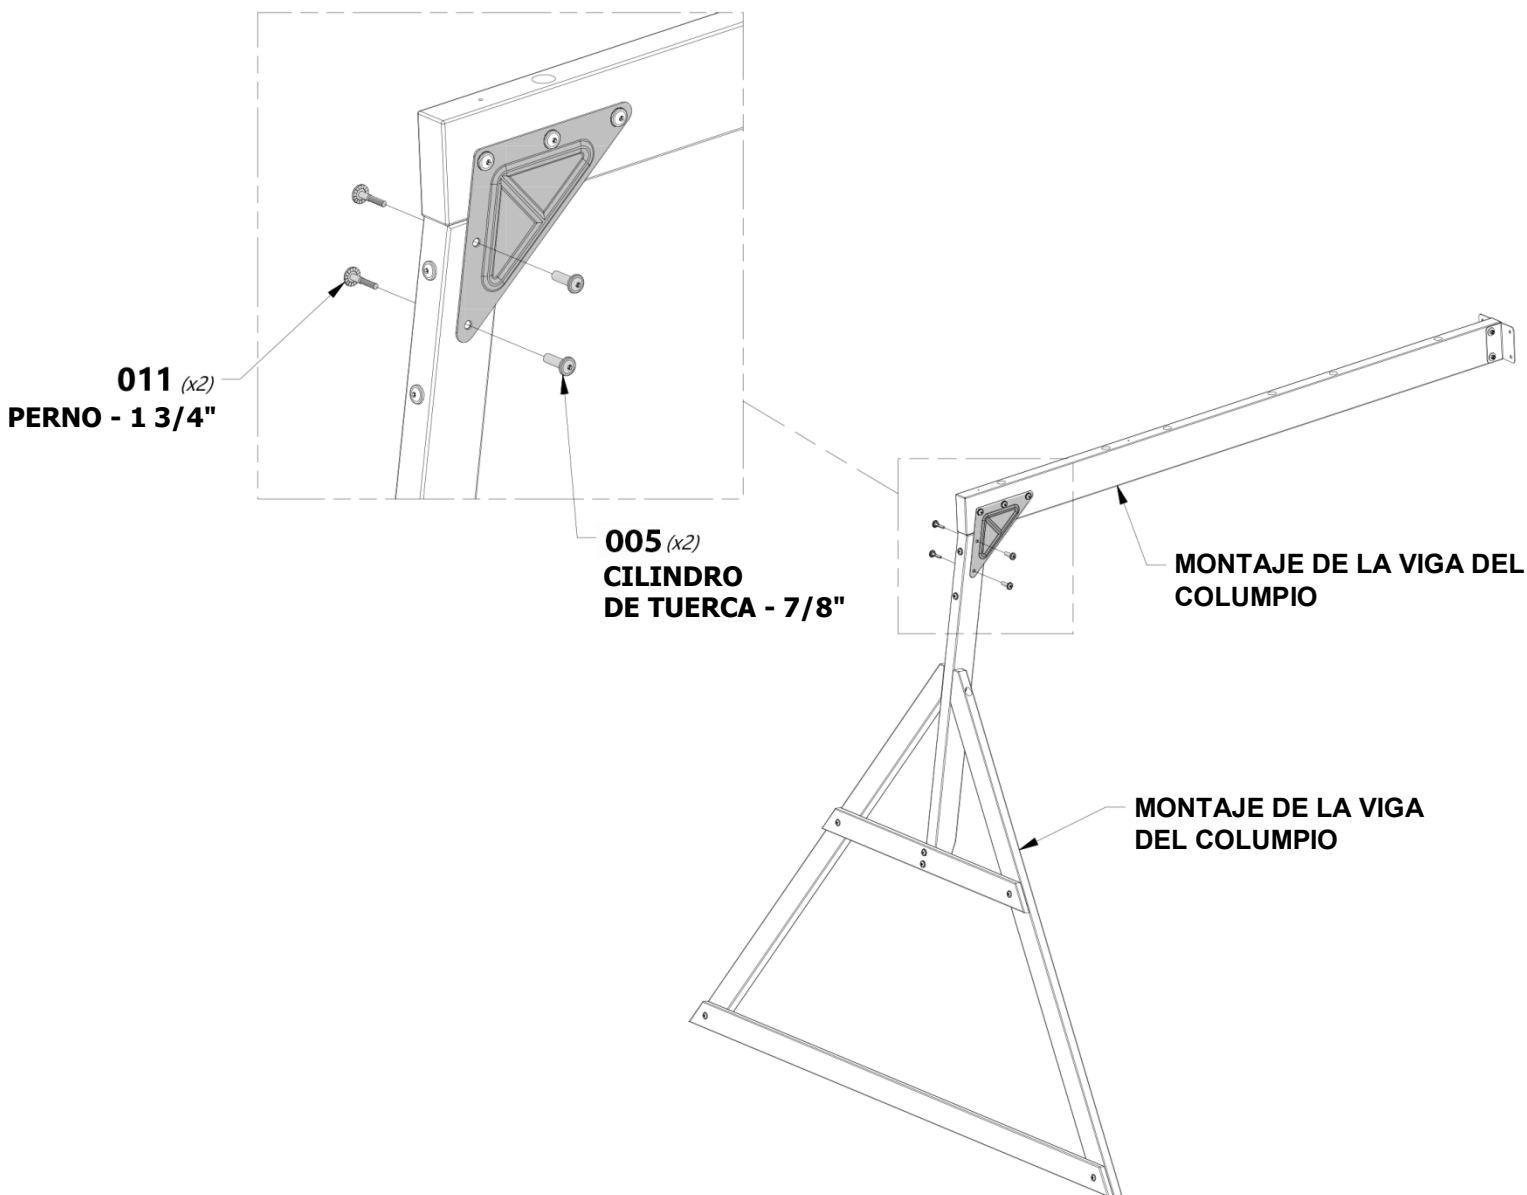 011 (x2)
PERNO - 1 3/4"
005 (x2)
CILINDRO
DE TUERCA - 7/8"
MONTAJE DE LA VIGA DEL
COLUMPIO
MONTAJE DE LA VIGA
DEL COLUMPIO